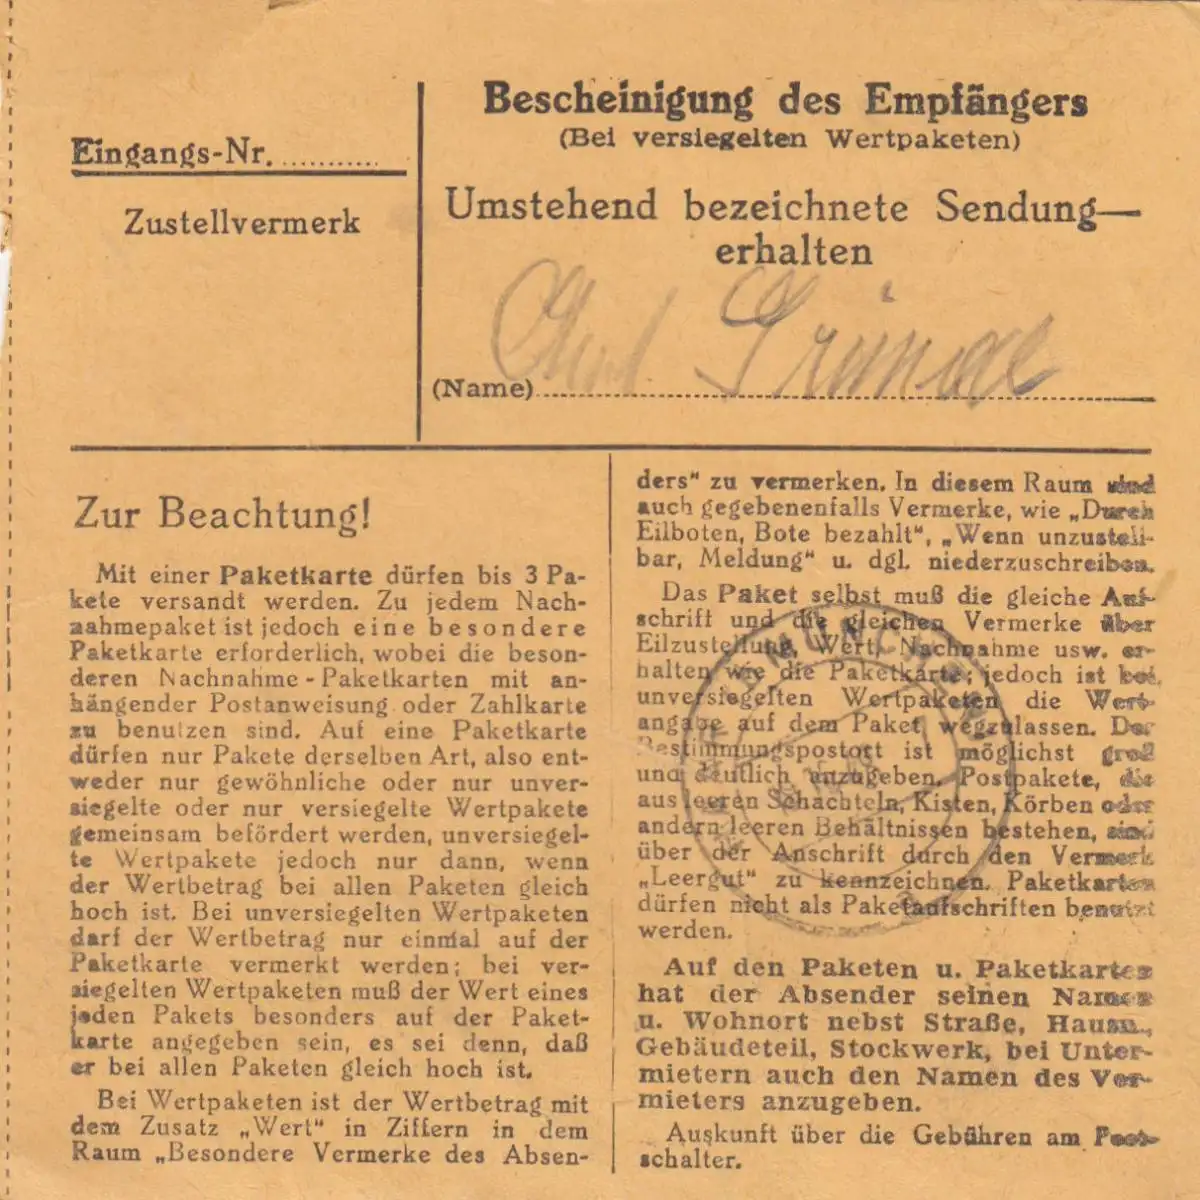 Bescheinigung des Empfängers
(Bei versiegelten Wertpaketen)
Eingangs-Nr.
Zustellvermerk
Umstehend bezeichnete Sendung—
erhalten
(Name)
Zur Beachtung!
Mit einer Paketkarte dürfen bis 3 Pa-
kete versandt werden. Zu jedem Nach-
nahmepaket ist jedoch eine besondere
Paketkarte erforderlich, wobei die beson-
deren Nachnahme-Paketkarten mit an-
hängender Postanweisung oder Zahlkarte
zu benutzen sind. Auf eine Paketkarte
dürfen nur Pakete derselben Art, also ent-
weder nur gewöhnliche oder nur unver-
siegelte oder nur versiegelte Wertpakete
gemeinsam befördert werden, unversiegel-
te Wertpakete jedoch nur dann, wenn
der Wertbetrag bei allen Paketen gleich
hoch ist. Bei unversiegelten Wertpaketen
darf der Wertbetrag nur einmal auf der
Paketkarte vermerkt werden; bei ver-
siegelten Wertpaketen muß der Wert eines
jeden Pakets besonders auf der Paket-
karte angegeben sein, es sei denn, daß
er bei allen Paketen gleich hoch ist.
Bei Wertpaketen ist der Wertbetrag mit
dem Zusatz „Wert" in Ziffern in dem
Raum „Besondere Vermerke des Absen-
ders" zu vermerken. In diesem Raum sind
auch gegebenenfalls Vermerke, wie „Durch
Eilboten, Bote bezahlt", „Wenn unzustell-
bar, Meldung" u. dgl. niederzuschreiben.
Das Paket selbst muß die gleiche Auf-
schrift und die gleichen Vermerke über
Eilzustellung, Wert, Nachnahme usw. er-
halten wie die Paketkarte; jedoch ist bei
unversiegelten Wertpaketen die Wert-
angabe auf dem Paket wegzulassen. Der
Bestimmungspostort ist möglichst groß
und deutlich anzugeben. Postpakete, die
aus leeren Schachteln, Kisten, Körben oder
andern leeren Behältnissen bestehen, sind
über der Anschrift durch den Vermerk
„Leergut" zu kennzeichnen. Paketkarten
dürfen nicht als Paketaufschriften benutzt
werden.
Auf den Paketen u. Paketkarten
hat der Absender seinen Namen
u. Wohnort nebst Straße, Hausn.,
Gebäudeteil, Stockwerk, bei Unter-
mietern auch den Namen des Ver-
mieters anzugeben.
Auskunft über die Gebühren am Post-
schalter.